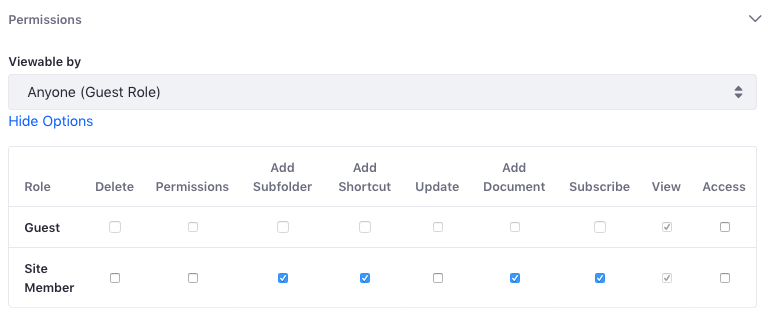 Permissions
Viewable by
Anyone (Guest Role)
Hide Options
Role Delete Permissions Add Subfolder Add Shortcut Update Add Document Subscribe View Access
Guest
Site
Member